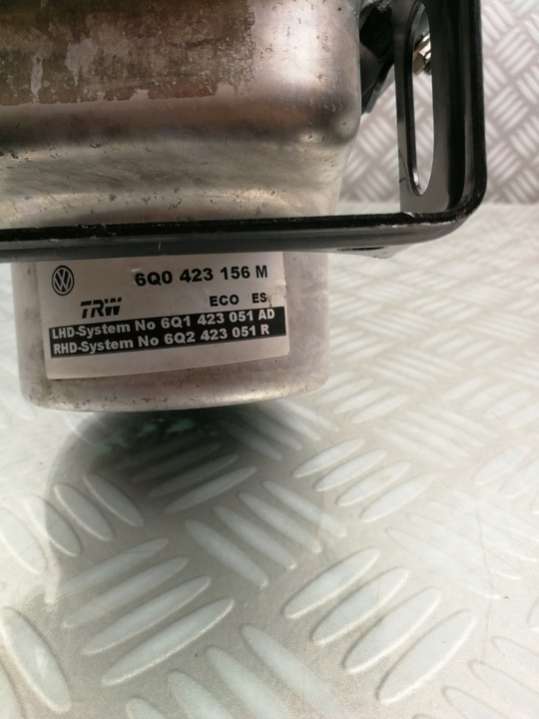 6Q0 423 156 M
TRW ECO ES
LHD-System No 6Q1 423 051 AD
RHD-System No 6Q2 423 051 R